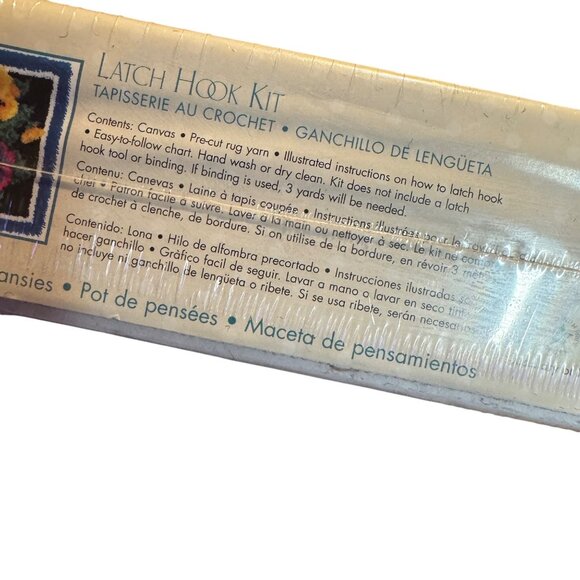 LATCH HOOK KIT
TAPISSERIE AU CROCHET • GANCHILLO DE LENGÜETA
Contents: Canvas • Pre-cut rug yarn • Illustrated instructions on how to latch hook
• Easy-to-follow chart. Hand wash or dry clean. Kit does not include a latch
hook tool or binding. If binding is used, 3 yards will be needed.
Contenu: Canevas • Laine à tapis coupée • Instructions illustrées pour le
• Patron facile à suivre. Laver à la main ou nettoyer à sec. Le kit ne
de crochet à clenche, de bordure. Si on utilise de la bordure, en révoir 3
Contenido: Lona • Hilo de alfombra precortado • Instrucciones ilustradas
hacer ganchillo • Gráfico facil de seguir. Lavar a mano o lavar en seco
no incluye ni ganchillo de lengüeta o ribete. Si se usa ribete, serán
ansies • Pot de pensées • Maceta de pensamientos